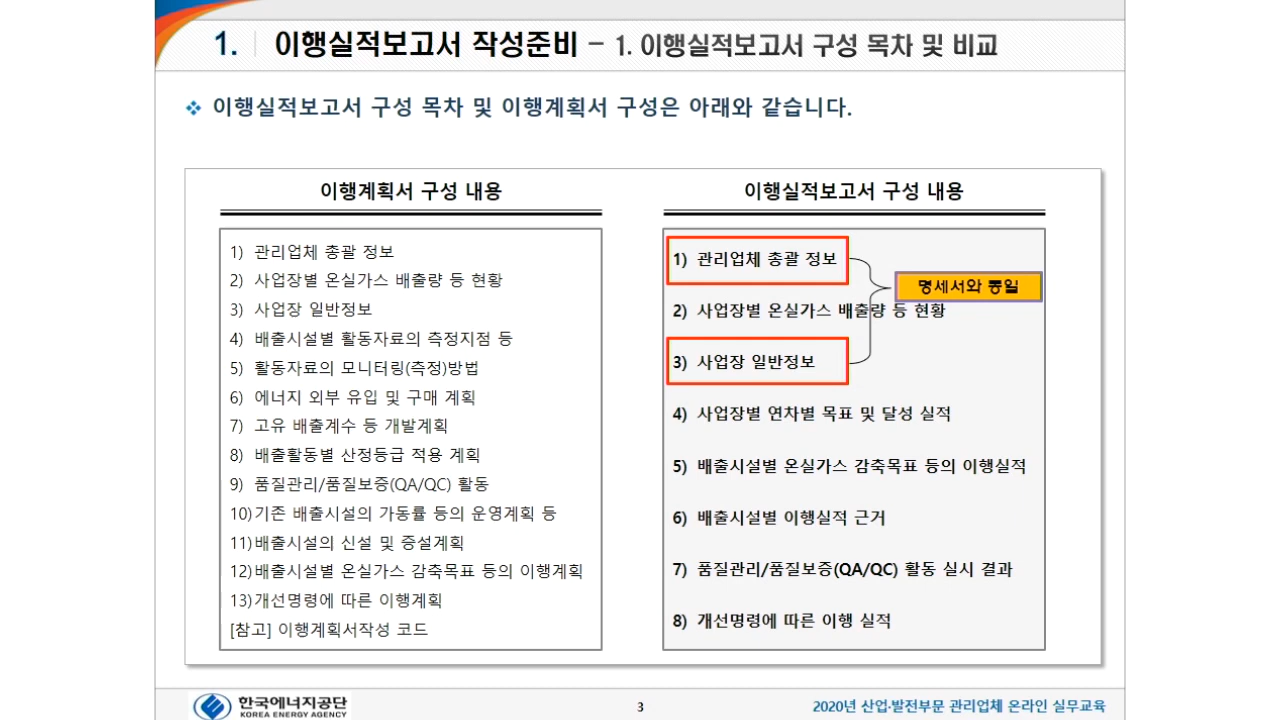 1. 이행실적보고서 작성준비 – 1. 이행실적보고서 구성 목차 및 비교
❖ 이행실적보고서 구성 목차 및 이행계획서 구성은 아래와 같습니다.
이행계획서 구성 내용
1) 관리업체 총괄 정보
2) 사업장별 온실가스 배출량 등 현황
3) 사업장 일반정보
4) 배출시설별 활동자료의 측정지점 등
5) 활동자료의 모니터링(측정)방법
6) 에너지 외부 유입 및 구매 계획
7) 고유 배출계수 등 개발계획
8) 배출활동별 산정등급 적용 계획
9) 품질관리/품질보증(QA/QC) 활동
10)기존 배출시설의 가동률 등의 운영계획 등
11)배출시설의 신설 및 증설계획
12)배출시설별 온실가스 감축목표 등의 이행계획
13)개선명령에 따른 이행계획
[참고] 이행계획서작성 코드
이행실적보고서 구성 내용
1) 관리업체 총괄 정보
명세서와 동일
2) 사업장별 온실가스 배출량 등 현황
3) 사업장 일반정보
4) 사업장별 연차별 목표 및 달성 실적
5) 배출시설별 온실가스 감축목표 등의 이행실적
6) 배출시설별 이행실적 근거
7) 품질관리/품질보증(QA/QC) 활동 실시 결과
8) 개선명령에 따른 이행 실적
한국에너지공단
KOREA ENERGY AGENCY
3
2020년 산업·발전부문 관리업체 온라인 실무교육